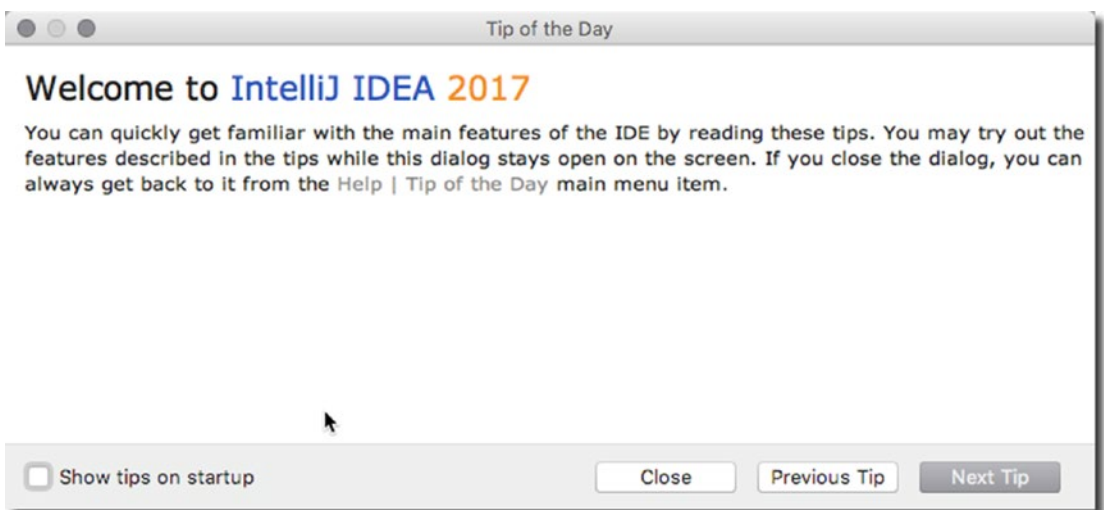 Tip of the Day
Welcome to IntelliJ IDEA 2017
You can quickly get familiar with the main features of the IDE by reading these tips. You may try out the
features described in the tips while this dialog stays open on the screen. If you close the dialog, you can
always get back to it from the Help | Tip of the Day main menu item.
Show tips on startup
Close
Previous Tip
Next Tip